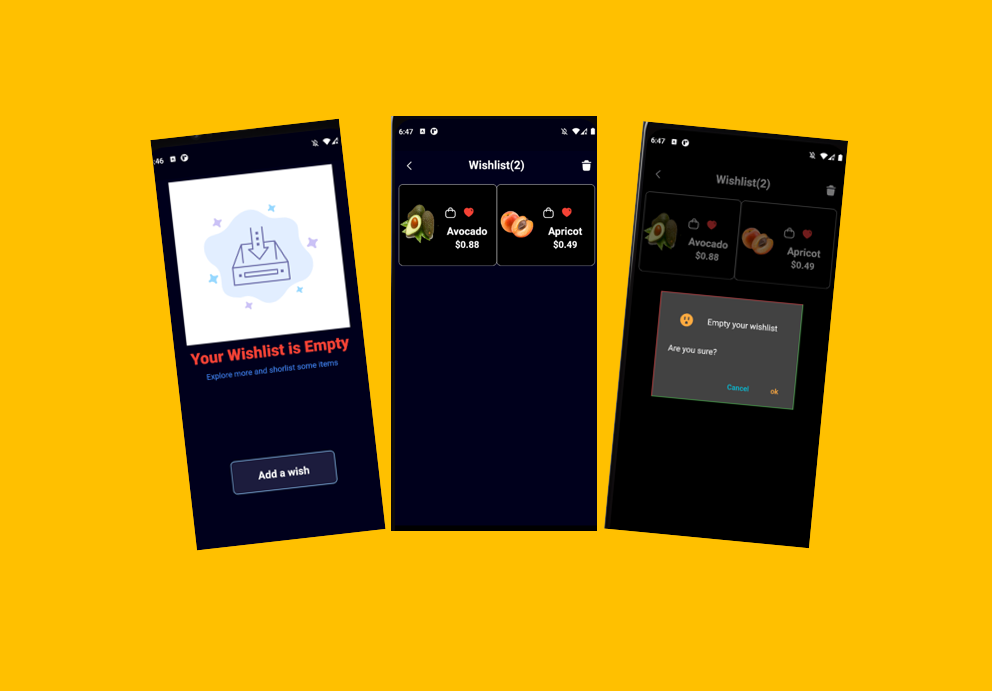 :46
Your Wishlist is Empty
Explore more and shorlist some items
Add a wish
6:47
Wishlist(2)
Avocado
$0.88
Apricot
$0.49
6:47
Wishlist(2)
Avocado
$0.88
Apricot
$0.49
Empty your wishlist
Are you sure?
Cancel
ok